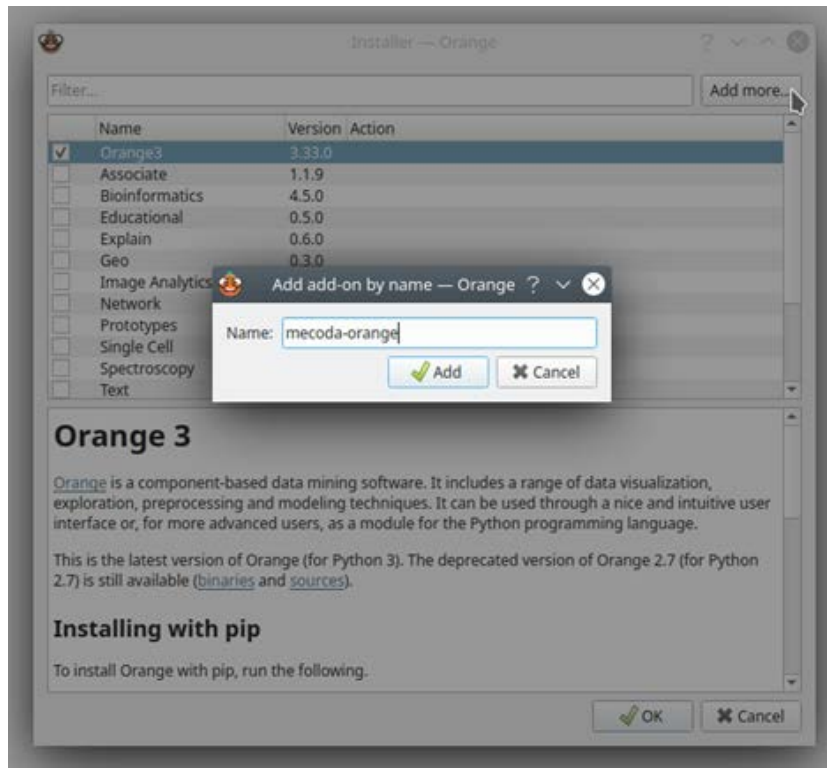 Installer — Orange
Filter...
Add more...
Name Version Action
Orange3 3.33.0
Associate 1.1.9
Bioinformatics 4.5.0
Educational 0.5.0
Explain 0.6.0
Geo 0.3.0
Image Analytics
Network
Prototypes
Single Cell
Spectroscopy
Text
Add add-on by name — Orange
Name: mecoda-orange
Add Cancel
Orange 3
Orange is a component-based data mining software. It includes a range of data visualization,
exploration, preprocessing and modeling techniques. It can be used through a nice and intuitive user
interface or, for more advanced users, as a module for the Python programming language.
This is the latest version of Orange (for Python 3). The deprecated version of Orange 2.7 (for Python
2.7) is still available (binaries and sources).
Installing with pip
To install Orange with pip, run the following.
OK Cancel